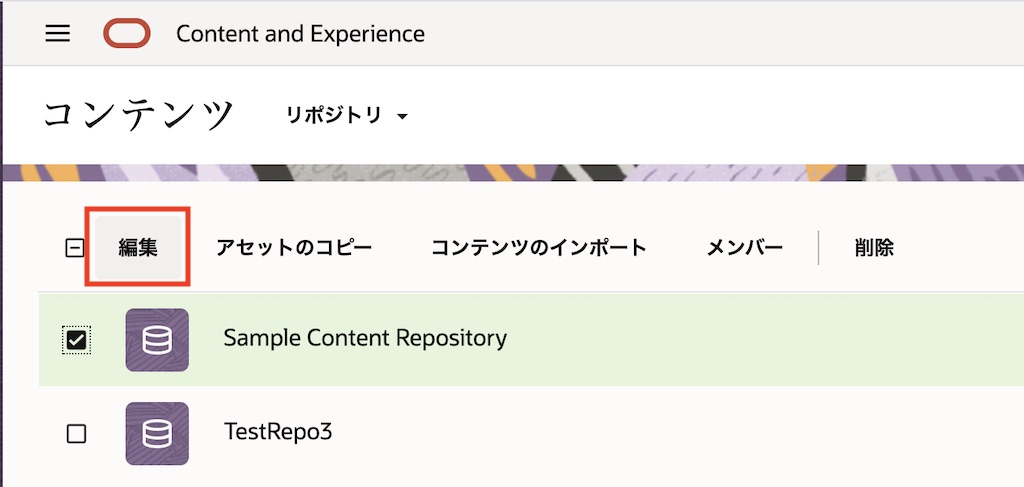 Content and Experience
コンテンツ リポジトリ
編集 アセットのコピー コンテンツのインポート メンバー 削除
Sample Content Repository
TestRepo3